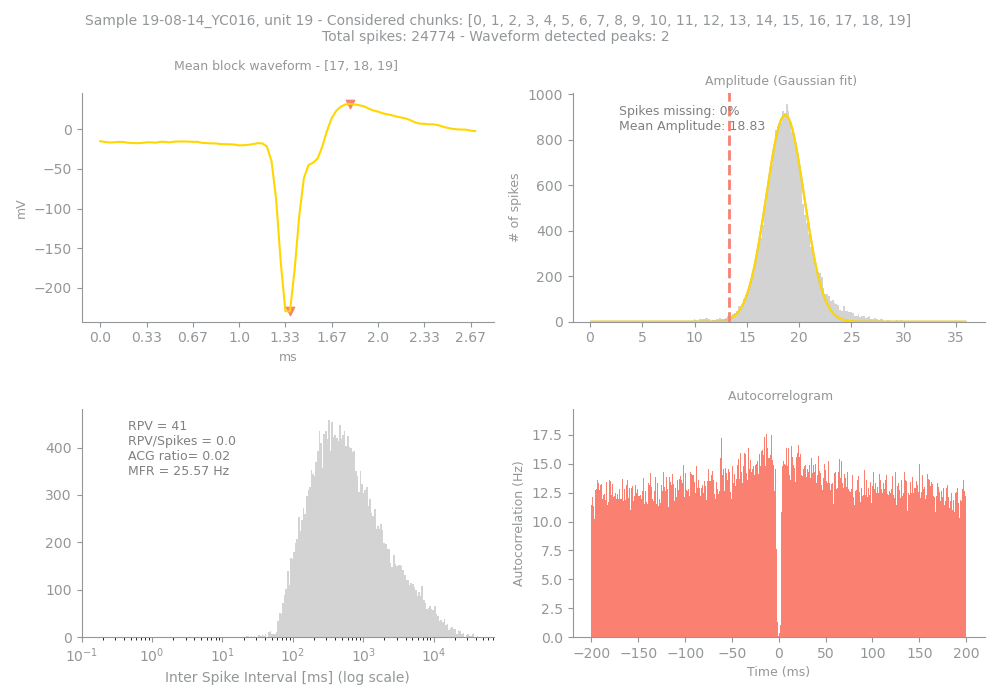 Sample 19-08-14_YC016, unit 19 - Considered chunks: [0, 1, 2, 3, 4, 5, 6, 7, 8, 9, 10, 11, 12, 13, 14, 15, 16, 17, 18, 19]
Total spikes: 24774 - Waveform detected peaks: 2
Mean block waveform - [17, 18, 19]
mV
0
−50
−100
−150
−200
0.0 0.33 0.67 1.0 1.33 1.67 2.0 2.33 2.67
ms
Amplitude (Gaussian fit)
Spikes missing: 0%
Mean Amplitude: 18.83
# of spikes
1000
800
600
400
200
0
0 5 10 15 20 25 30 35
RPV = 41
RPV/Spikes = 0.0
ACG ratio= 0.02
MFR = 25.57 Hz
400
300
200
100
0
10⁻¹ 10⁰ 10¹ 10² 10³ 10⁴
Inter Spike Interval [ms] (log scale)
Autocorrelogram
Autocorrelation (Hz)
17.5
15.0
12.5
10.0
7.5
5.0
2.5
0.0
−200 −150 −100 −50 0 50 100 150 200
Time (ms)